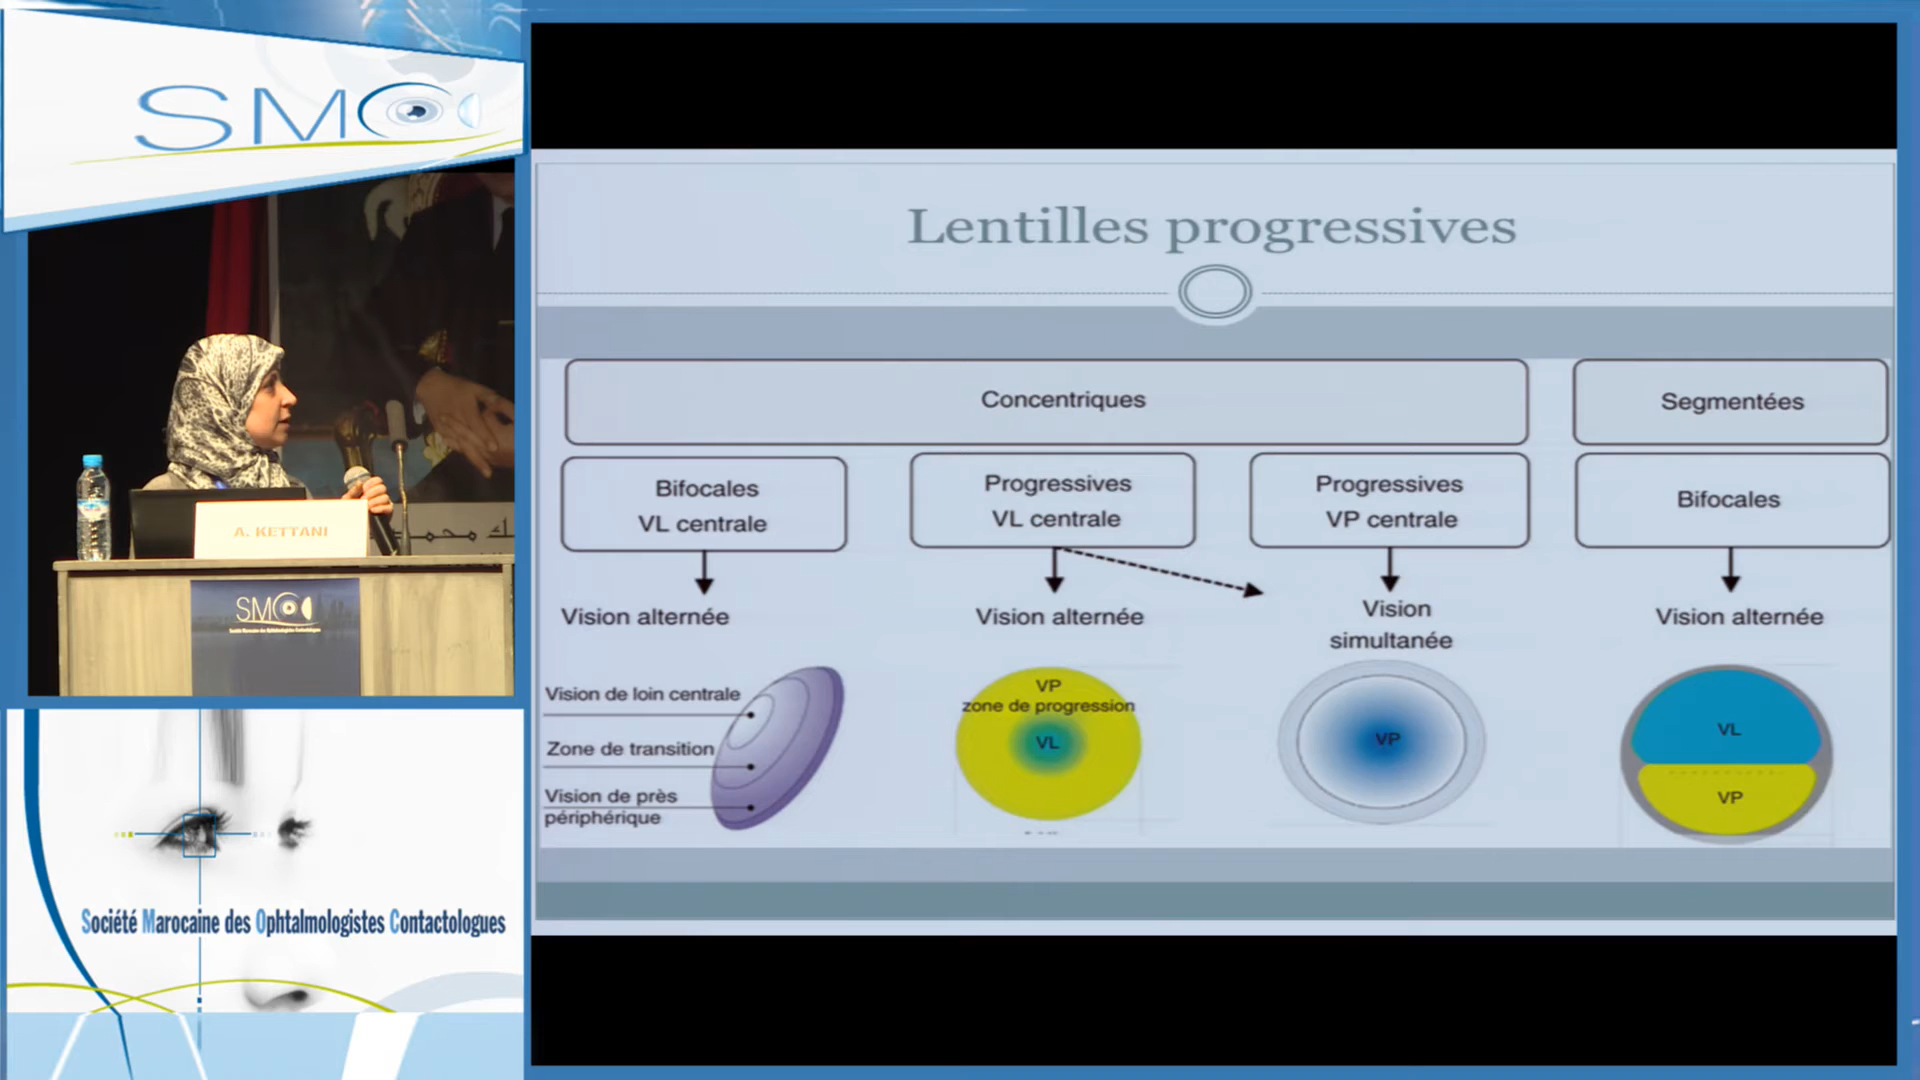 SMOC
A. KETTANI
SMOC
Société Marocaine des Ophtalmologistes Contactologues
Lentilles progressives
Concentriques
Segmentées
Bifocales
VL centrale
Progressives
VL centrale
Progressives
VP centrale
Bifocales
Vision alternée
Vision alternée
Vision
simultanée
Vision alternée
Vision de loin centrale
Zone de transition
Vision de près
périphérique
VP
zone de progression
VL
VP
VL
VP